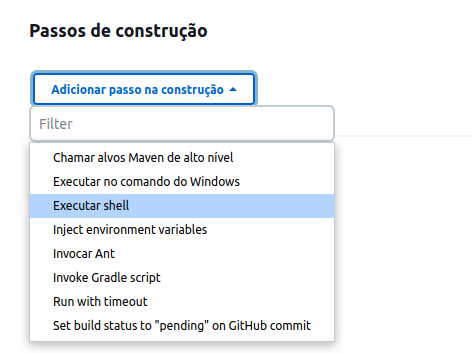 Passos de construção
Adicionar passo na construção
Filter
Chamar alvos Maven de alto nível
Executar no comando do Windows
Executar shell
Inject environment variables
Invocar Ant
Invoke Gradle script
Run with timeout
Set build status to "pending" on GitHub commit